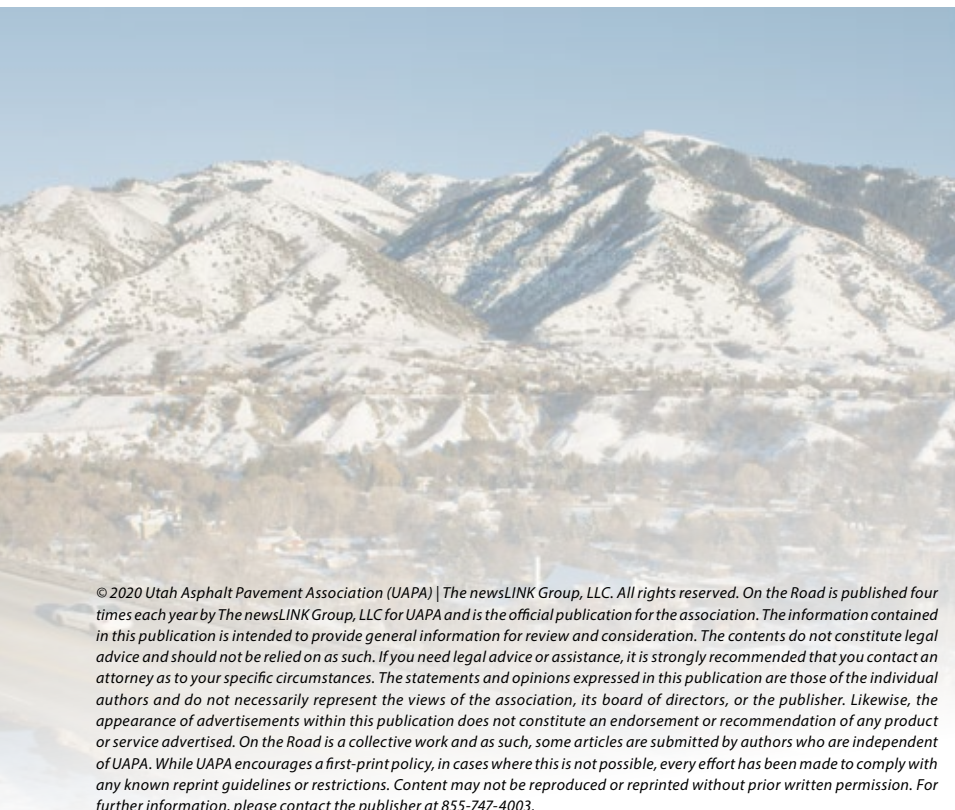 © 2020 Utah Asphalt Pavement Association (UAPA) | The newsLINK Group, LLC. All rights reserved. On the Road is published four
times each year by The newsLINK Group, LLC for UAPA and is the official publication for the association. The information contained
in this publication is intended to provide general information for review and consideration. The contents do not constitute legal
advice and should not be relied on as such. If you need legal advice or assistance, it is strongly recommended that you contact an
attorney as to your specific circumstances. The statements and opinions expressed in this publication are those of the individual
authors and do not necessarily represent the views of the association, its board of directors, or the publisher. Likewise, the
appearance of advertisements within this publication does not constitute an endorsement or recommendation of any product
or service advertised. On the Road is a collective work and as such, some articles are submitted by authors who are independent
of UAPA. While UAPA encourages a first-print policy, in cases where this is not possible, every effort has been made to comply with
any known reprint guidelines or restrictions. Content may not be reproduced or reprinted without prior written permission. For
further information, please contact the publisher at 855-747-4003.